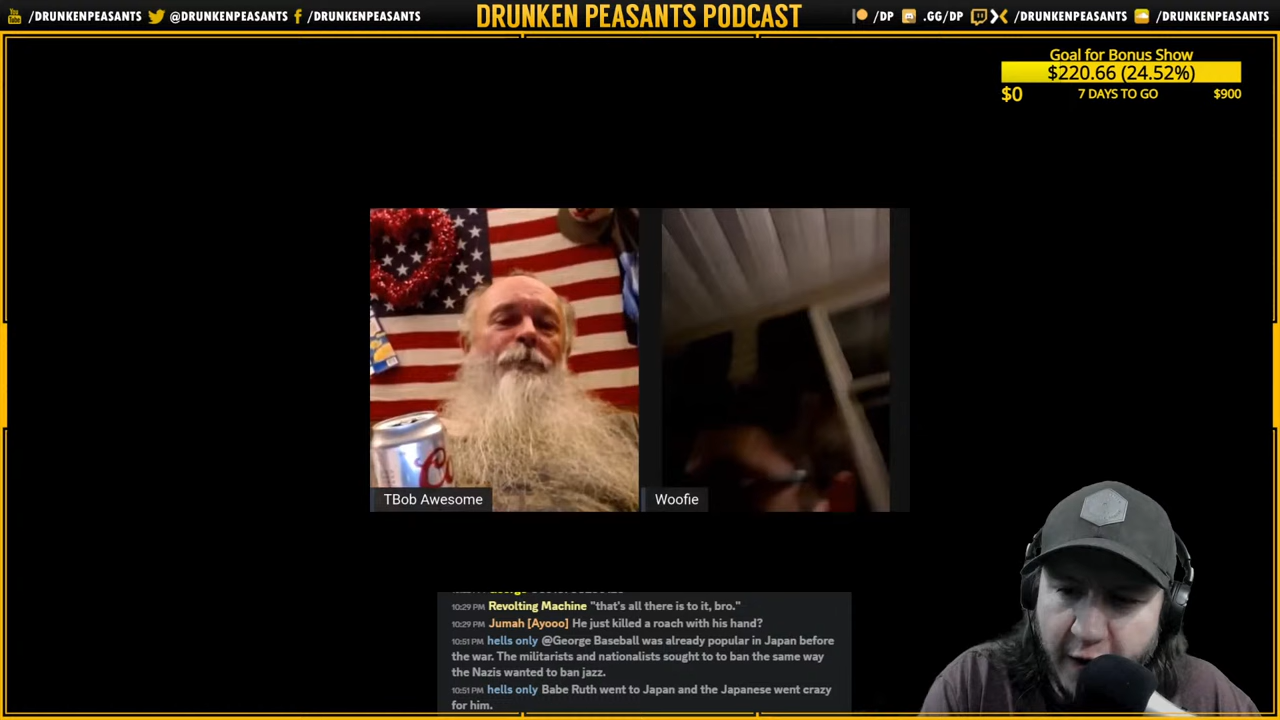 /DRUNKENPEASANTS @DRUNKENPEASANTS /DRUNKENPEASANTS DRUNKEN PEASANTS PODCAST /DP .GG/DP /DRUNKENPEASANTS /DRUNKENPEASANTS
Goal for Bonus Show
$220.66 (24.52%)
$0 7 DAYS TO GO $900
TBob Awesome
Woofie
10:29 PM Revolting Machine "that's all there is to it, bro."
10:29 PM Jumah [Ayooo] He just killed a roach with his hand?
10:51 PM hells only @George Baseball was already popular in Japan before
the war. The militarists and nationalists sought to to ban the same way
the Nazis wanted to ban jazz.
10:51 PM hells only Babe Ruth went to Japan and the Japanese went crazy
for him.